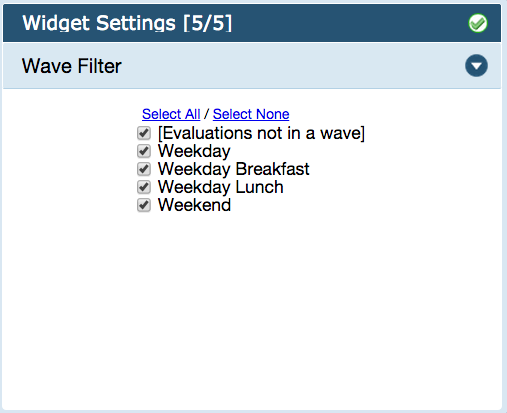 Widget Settings [5/5]
Wave Filter
Select All / Select None
[Evaluations not in a wave]
Weekday
Weekday Breakfast
Weekday Lunch
Weekend